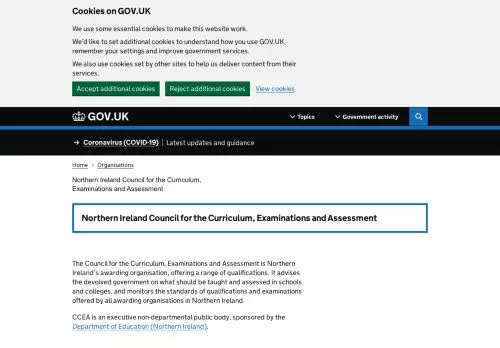 Cookies on GOV.UK
We use some essential cookies to make this website work.
We'd like to set additional cookies to understand how you use GOV.UK,
remember your settings and improve government services.
We also use cookies set by other sites to help us deliver content from their
services.
Accept additional cookies Reject additional cookies View cookies
GOV.UK Topics Government activity
→ Coronavirus (COVID-19) | Latest updates and guidance
Home > Organisations
Northern Ireland Council for the Curriculum,
Examinations and Assessment
Northern Ireland Council for the Curriculum, Examinations and Assessment
The Council for the Curriculum, Examinations and Assessment is Northern
Ireland's awarding organisation, offering a range of qualifications. It advises
the devolved government on what should be taught and assessed in schools
and colleges, and monitors the standards of qualifications and examinations
offered by all awarding organisations in Northern Ireland.
CCEA is an executive non-departmental public body, sponsored by the
Department of Education (Northern Ireland).